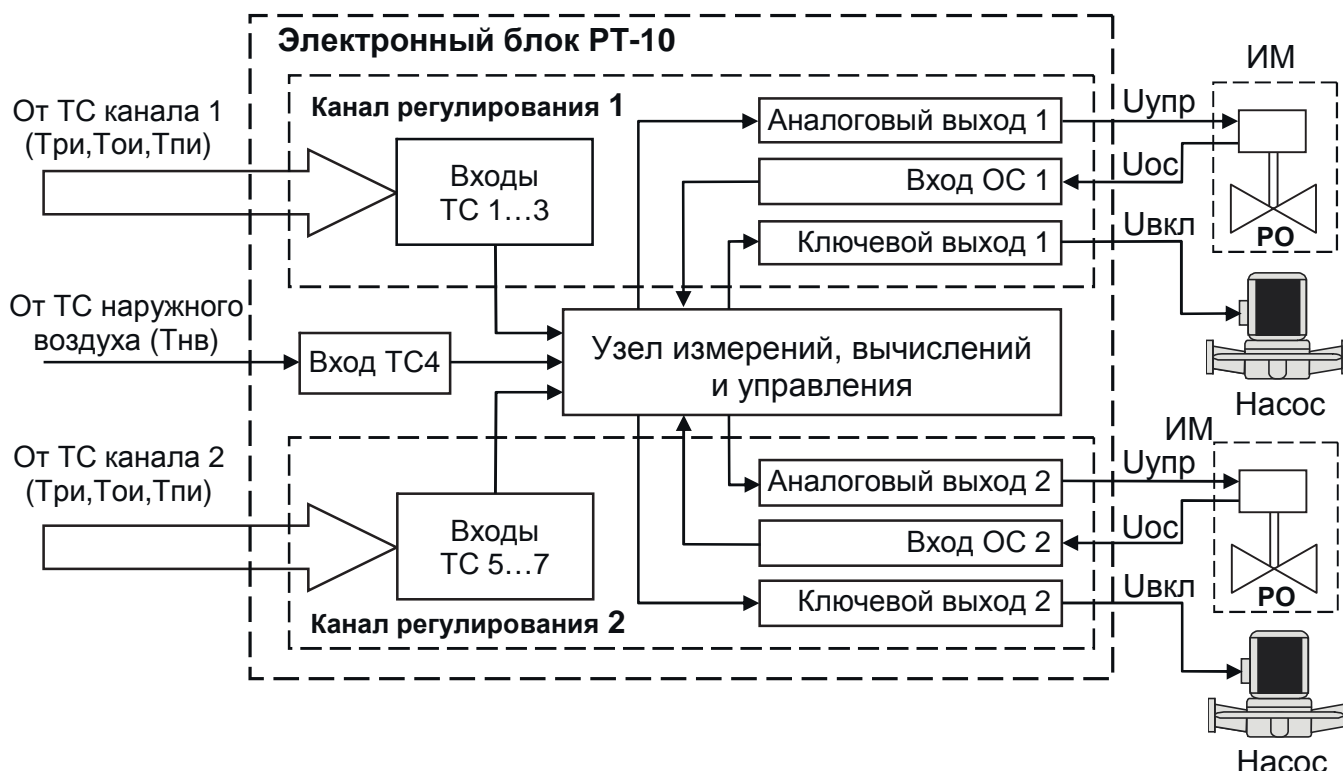 Электронный блок РТ-10
ИМ
От ТС канала 1
(Три,Тои,Тпи)
Канал регулирования 1
Входы
ТС 1…3
Аналоговый выход 1
Uупр
Вход ОС 1
Uос
Ключевой выход 1
Uвкл
РО
От ТС наружного
воздуха (Тнв)
Вход ТС4
Узел измерений, вычислений
и управления
Насос
ИМ
От ТС канала 2
(Три,Тои,Тпи)
Входы
ТС 5…7
Канал регулирования 2
Аналоговый выход 2
Uупр
Вход ОС 2
Uос
Ключевой выход 2
Uвкл
РО
Насос